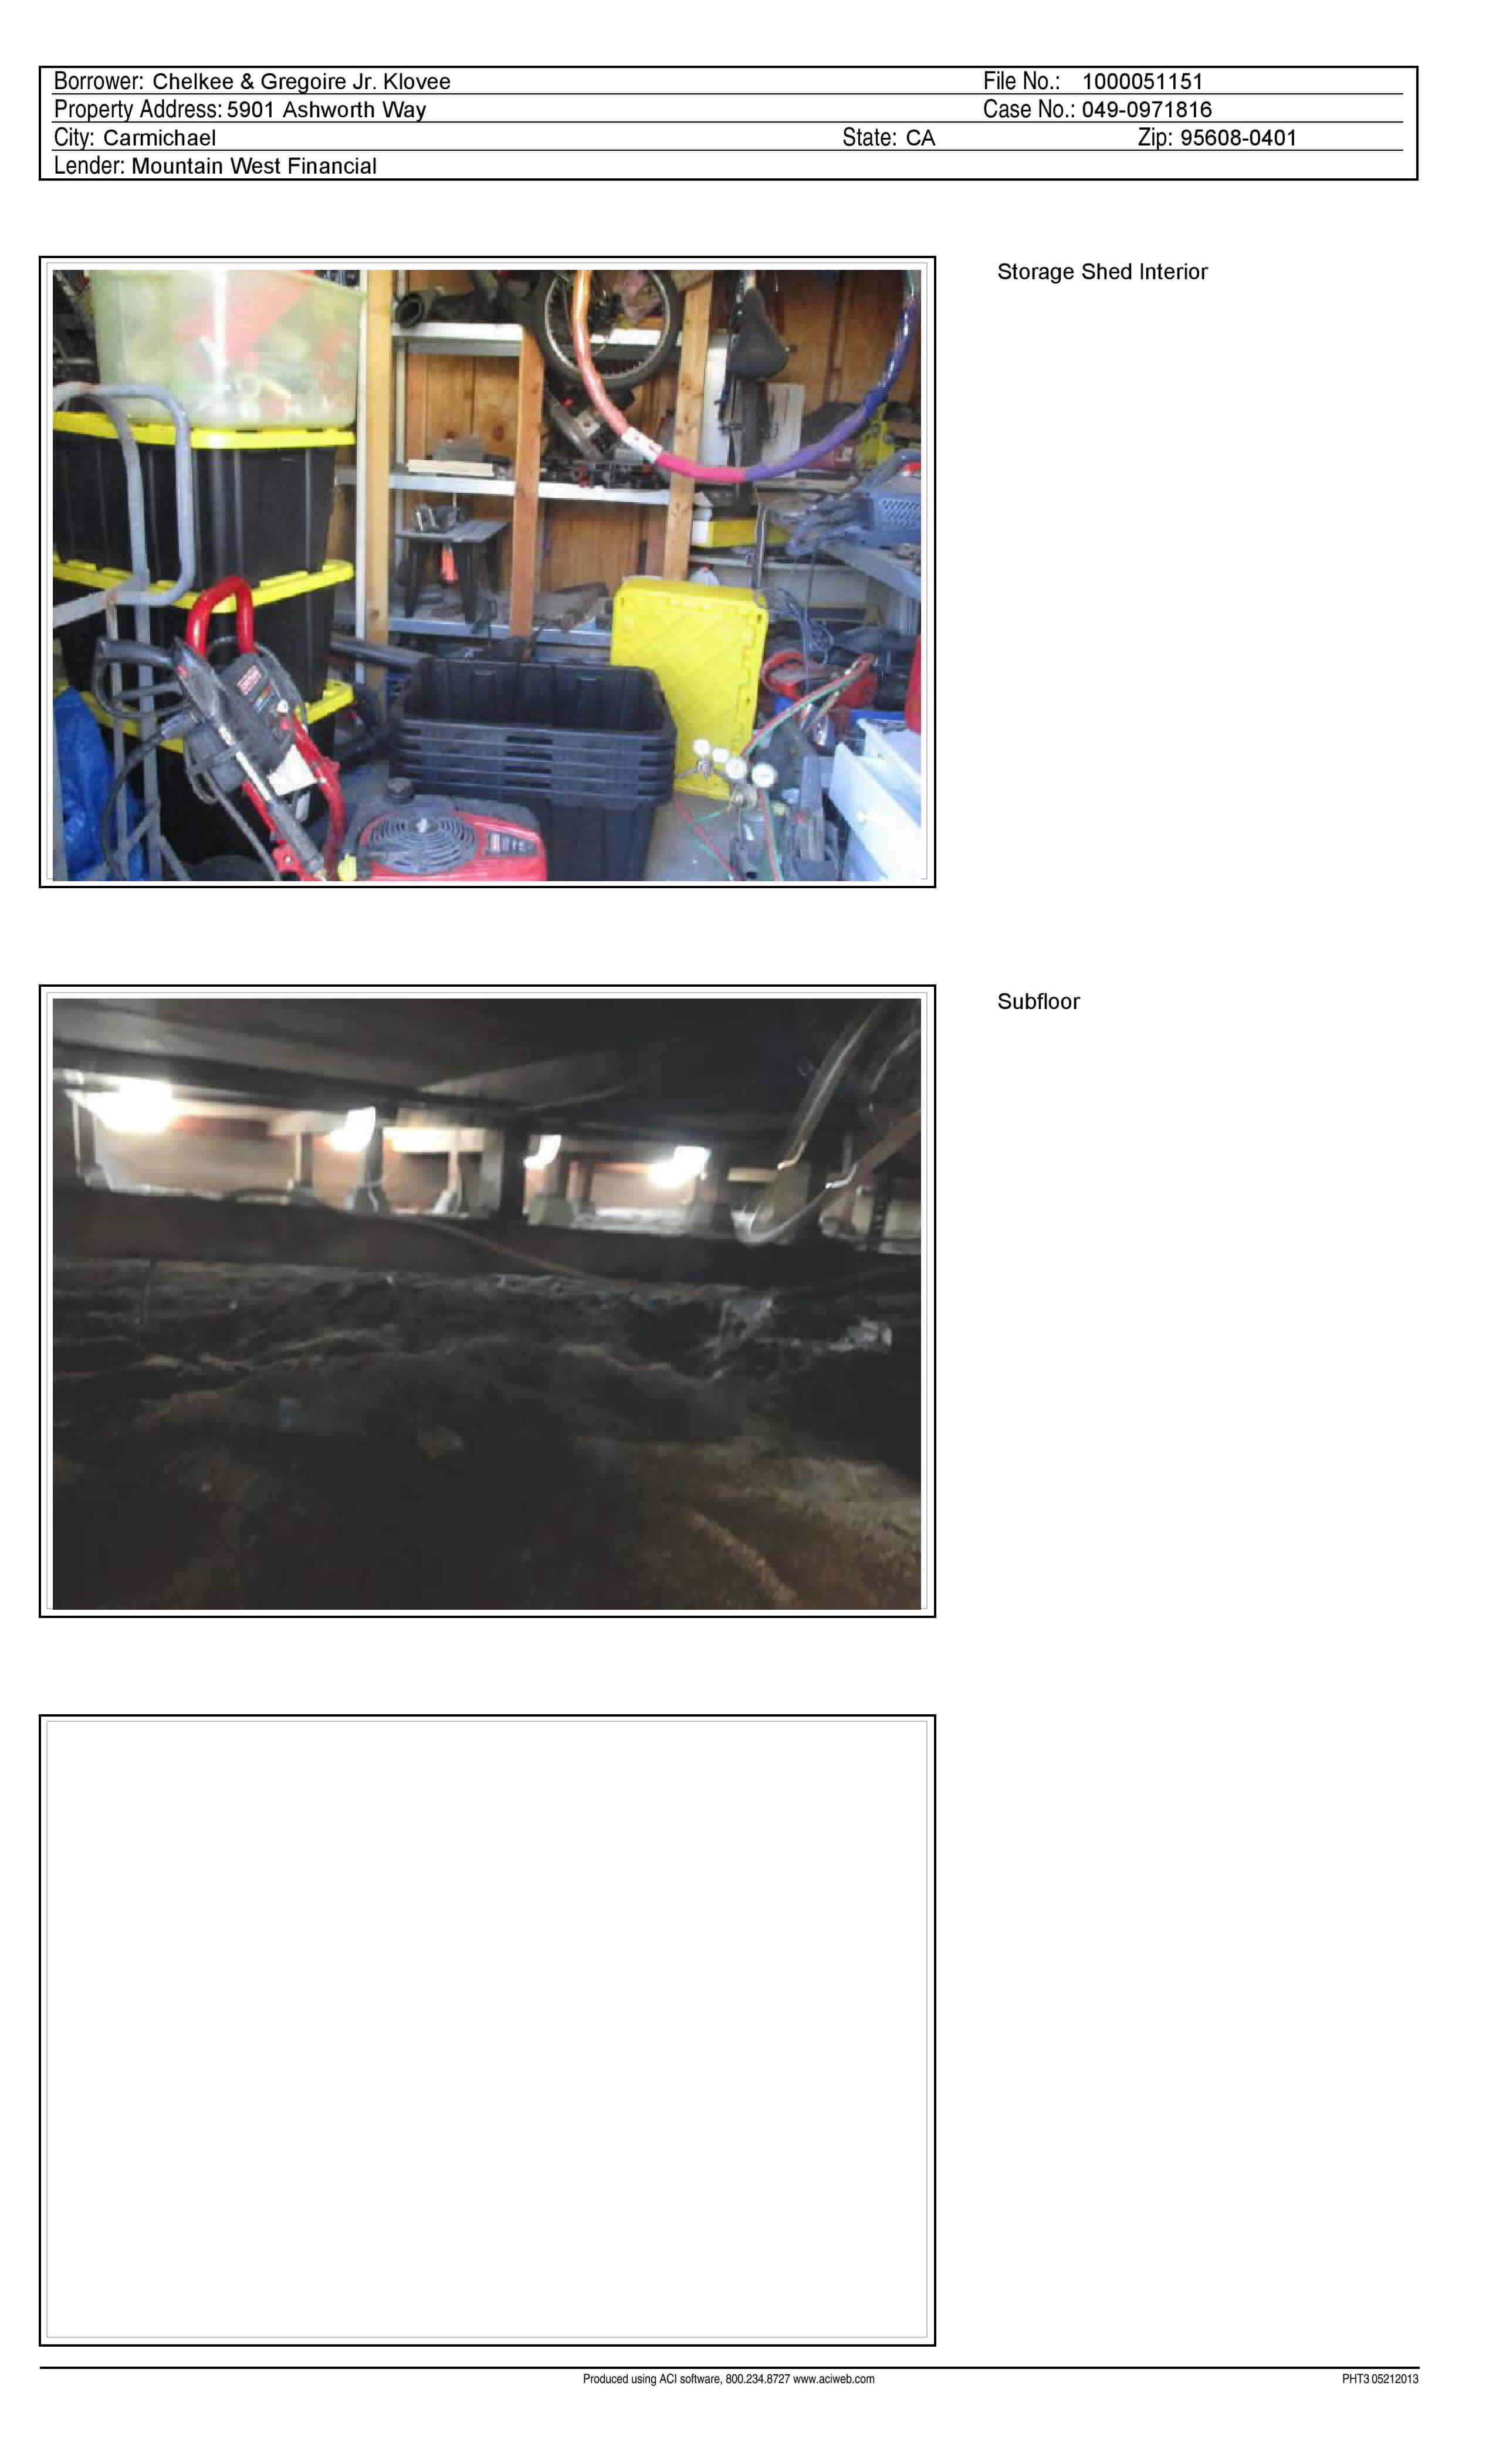 Borrower: Chelkee & Gregoire Jr. Klovee File No.: 1000051151
Property Address: 5901 Ashworth Way Case No.: 049-0971816
City: Carmichael State: CA Zip: 95608-0401
Lender: Mountain West Financial
Storage Shed Interior
Subfloor
Produced using ACI software, 800.234.8727 www.aciweb.com PHT3 05212013